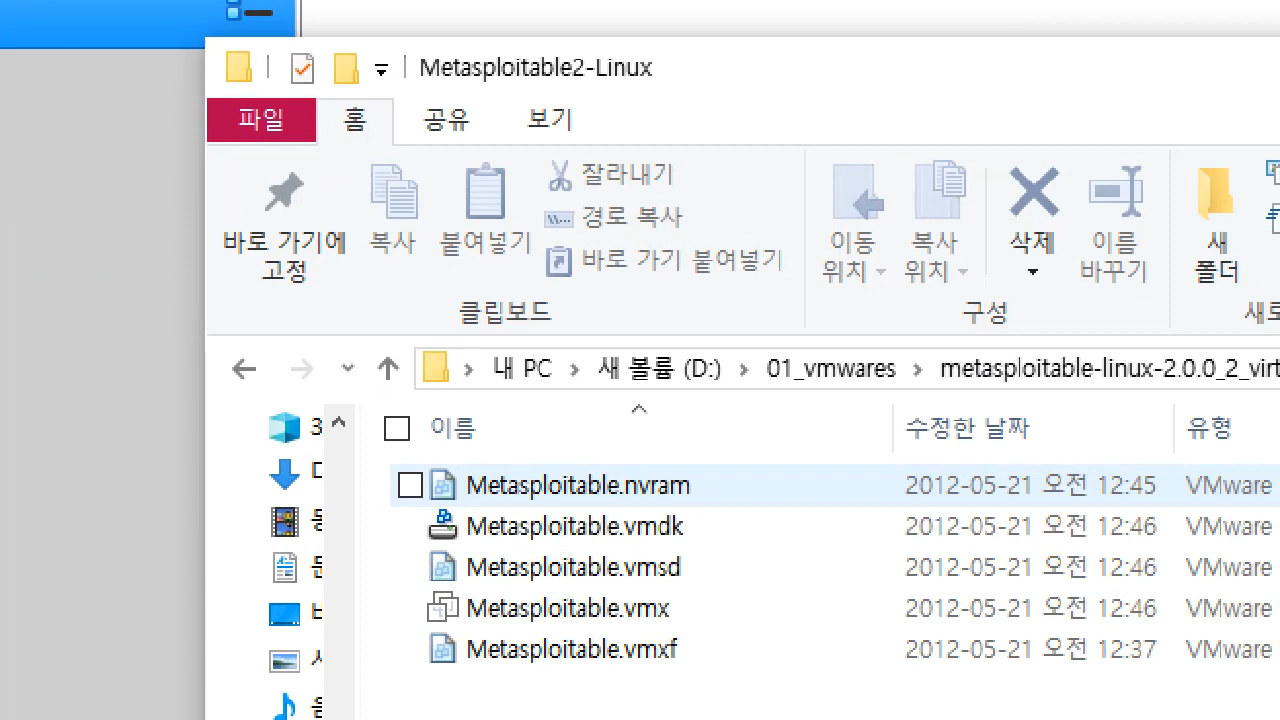 Metasploitable2-Linux
파일 홈 공유 보기
바로 가기에 고정
복사
붙여넣기
잘라내기
경로 복사
바로 가기 붙여넣기
클립보드
이동 위치
복사 위치
삭제
이름 바꾸기
구성
새 폴더
내 PC > 새 볼륨 (D:) > 01_vmwares > metasploitable-linux-2.0.0_2_virt
이름 수정한 날짜 유형
Metasploitable.nvram 2012-05-21 오전 12:45 VMware
Metasploitable.vmdk 2012-05-21 오전 12:46 VMware
Metasploitable.vmsd 2012-05-21 오전 12:46 VMware
Metasploitable.vmx 2012-05-21 오전 12:46 VMware
Metasploitable.vmxf 2012-05-21 오전 12:37 VMware